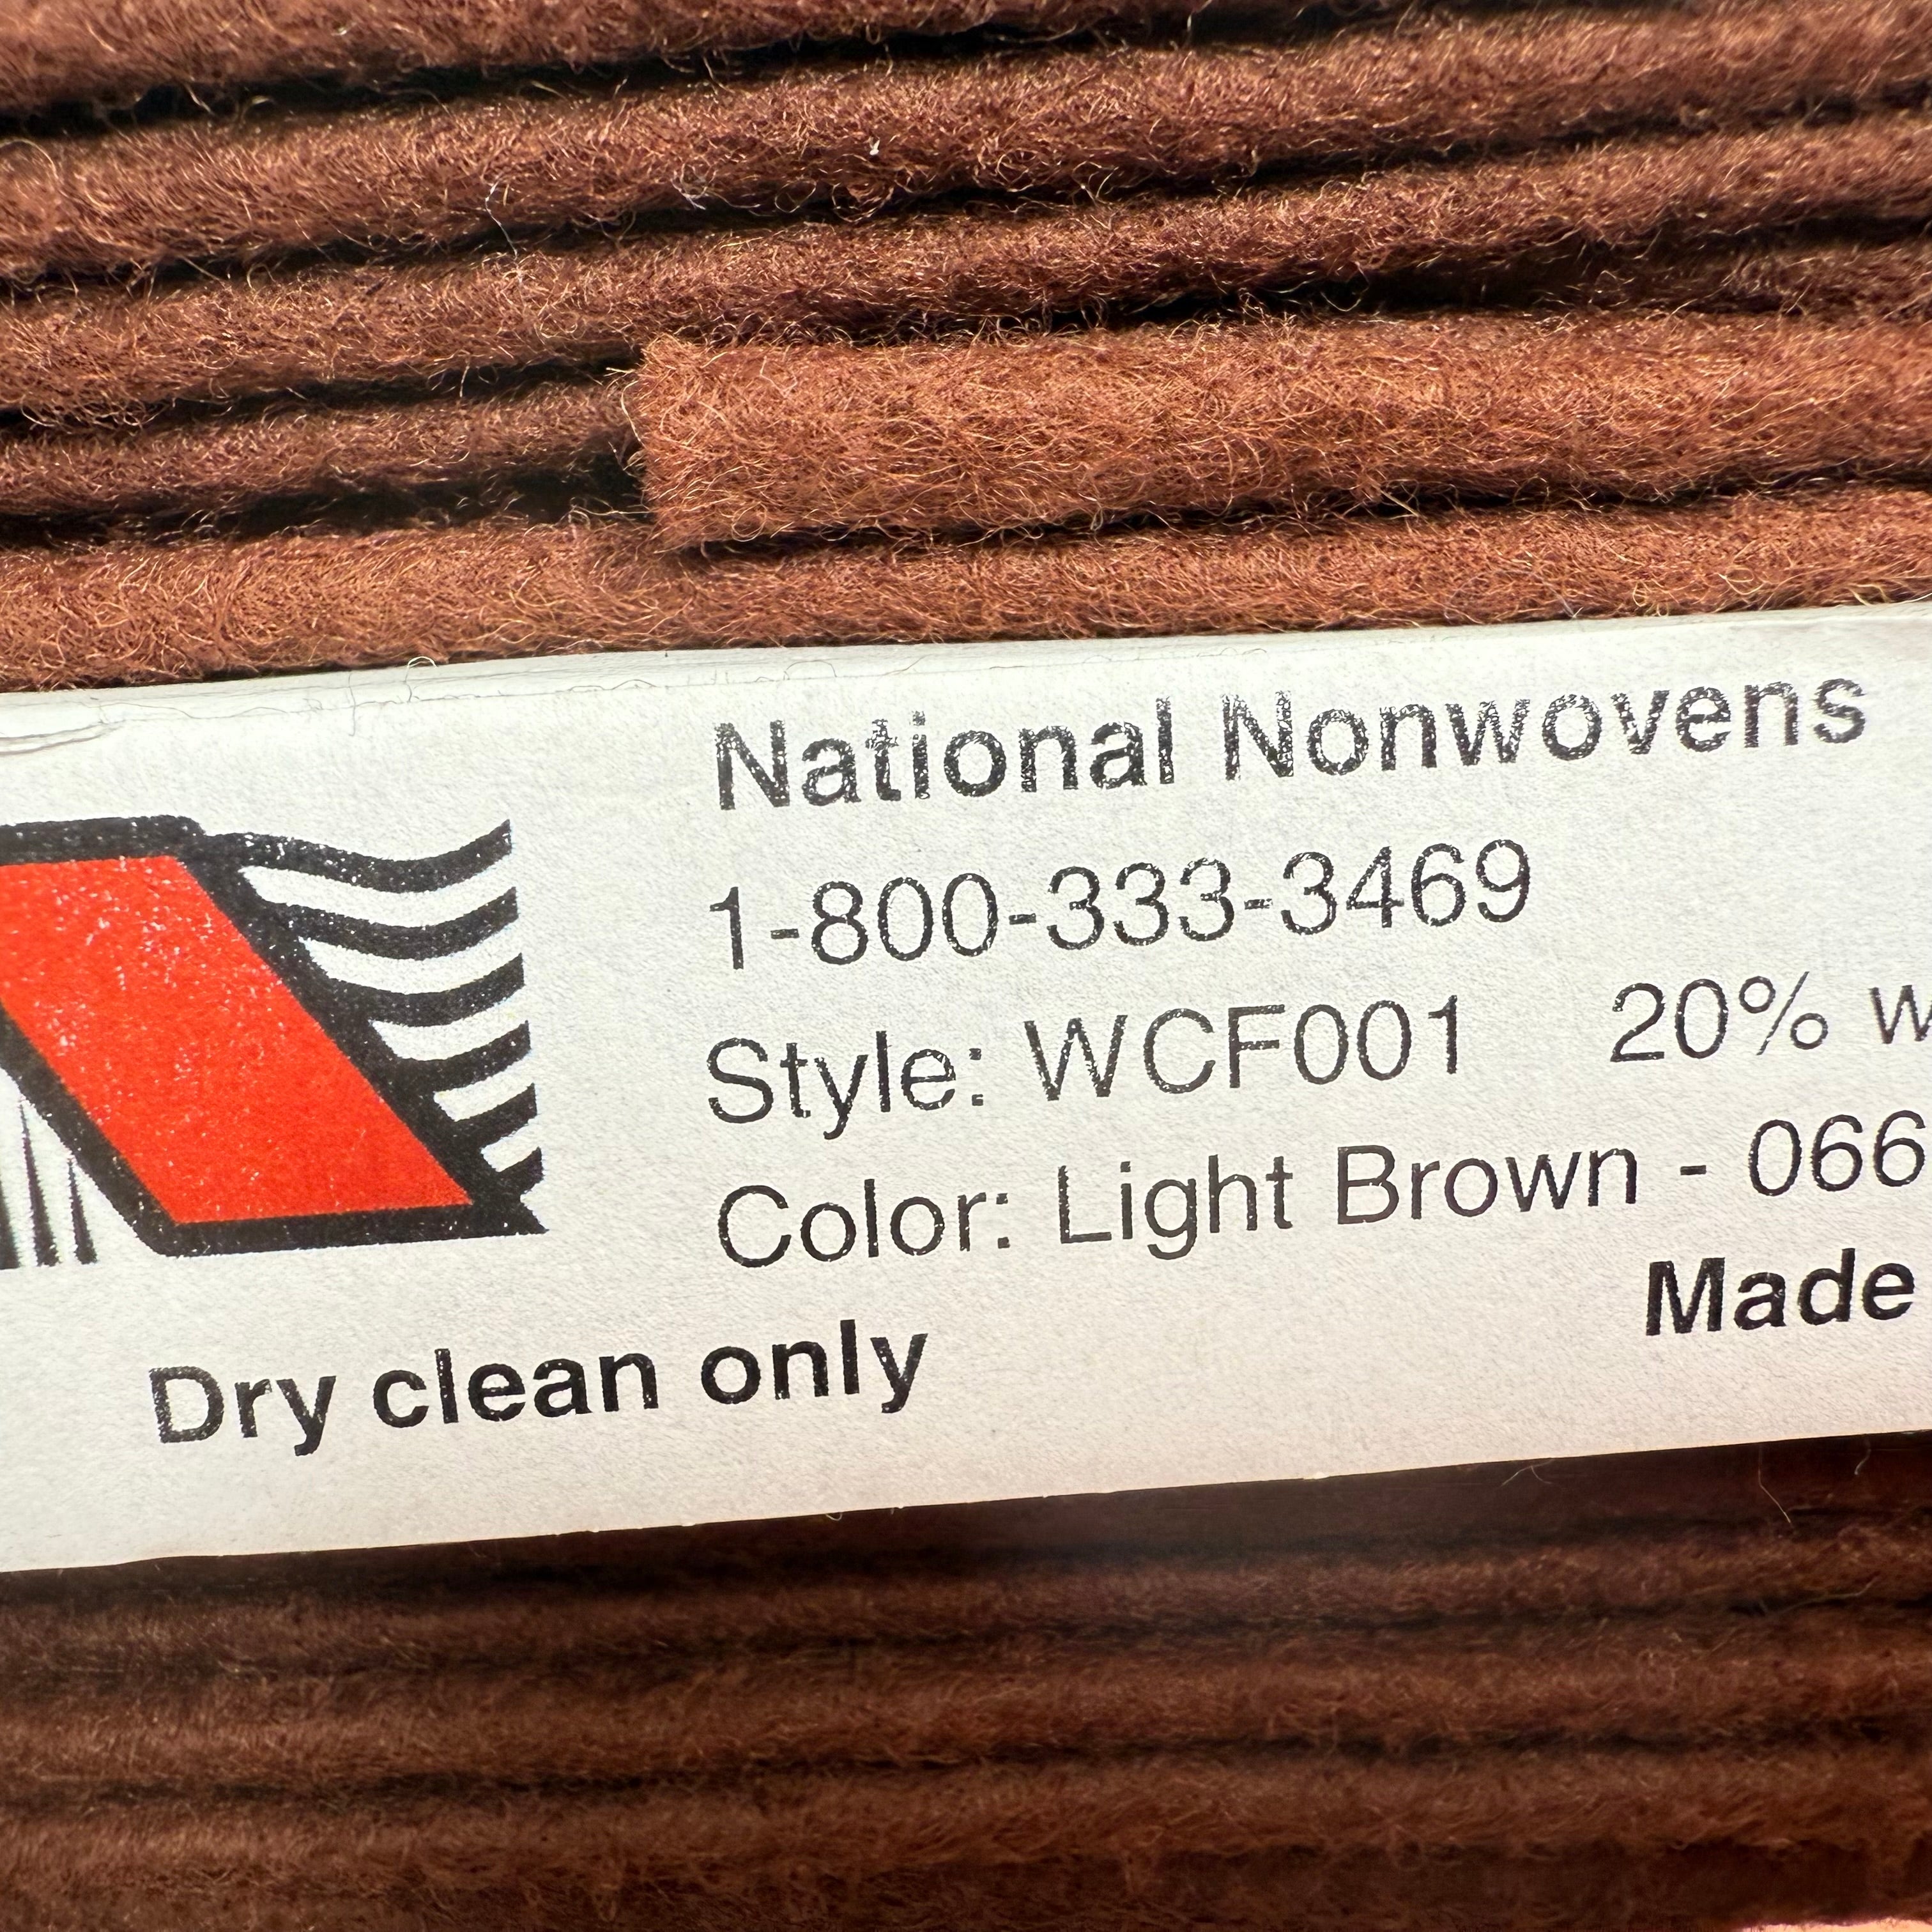 National Nonwovens
1-800-333-3469
Style: WCF001 20%
Color: Light Brown - 066
Made
Dry clean only